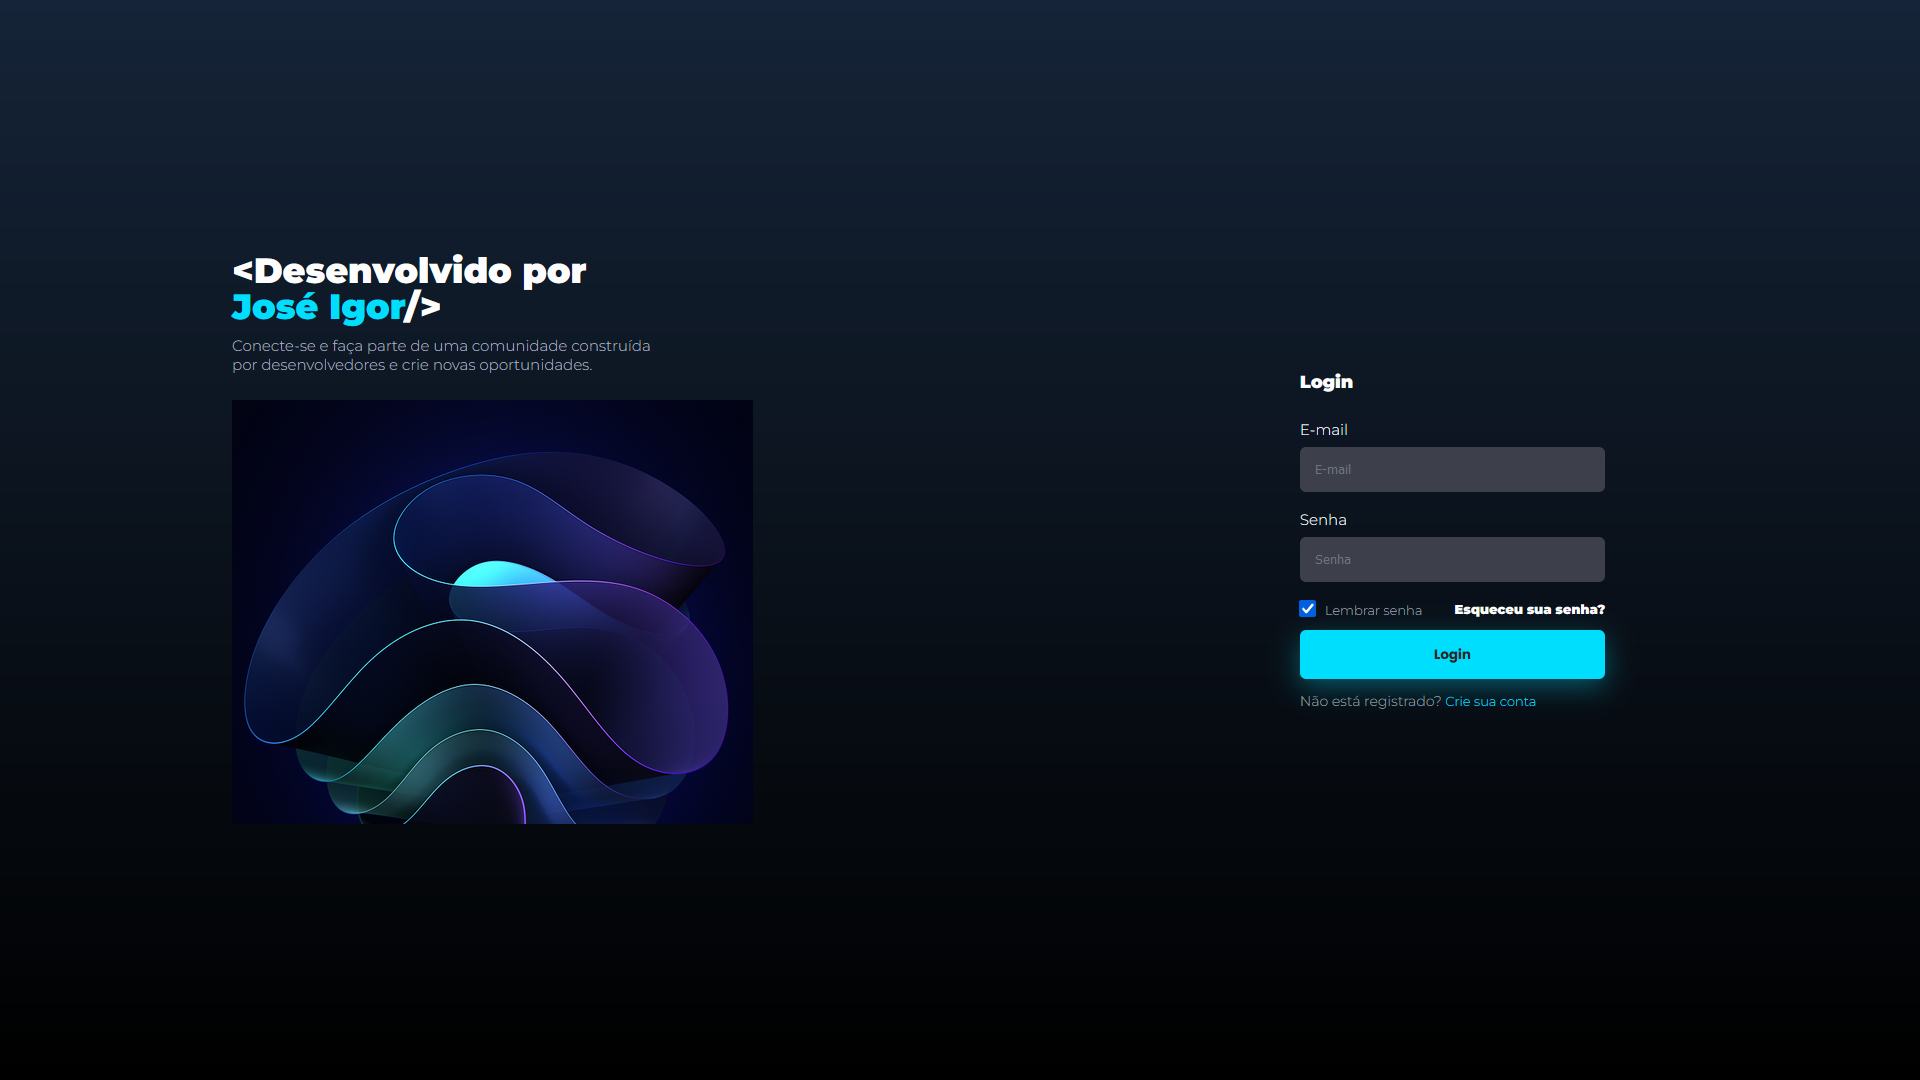 <Desenvolvido por
José Igor/>
Conecte-se e faça parte de uma comunidade construída
por desenvolvedores e crie novas oportunidades.
Login
E-mail
E-mail
Senha
Senha
Lembrar senha Esqueceu sua senha?
Login
Não está registrado? Crie sua conta